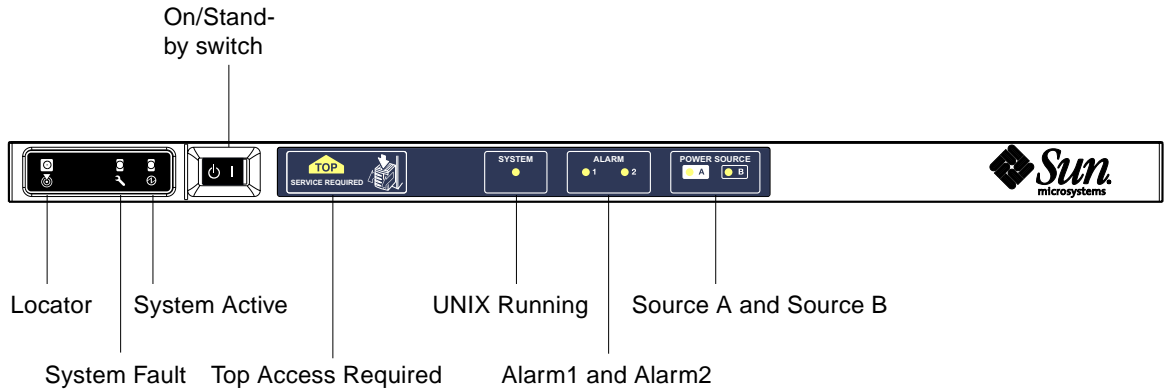 On/Stand-
by switch
TOP
SERVICE REQUIRED
SYSTEM
ALARM
1 2
POWER SOURCE
A B
Sun
microsystems
Locator System Active UNIX Running Source A and Source B
System Fault Top Access Required Alarm1 and Alarm2